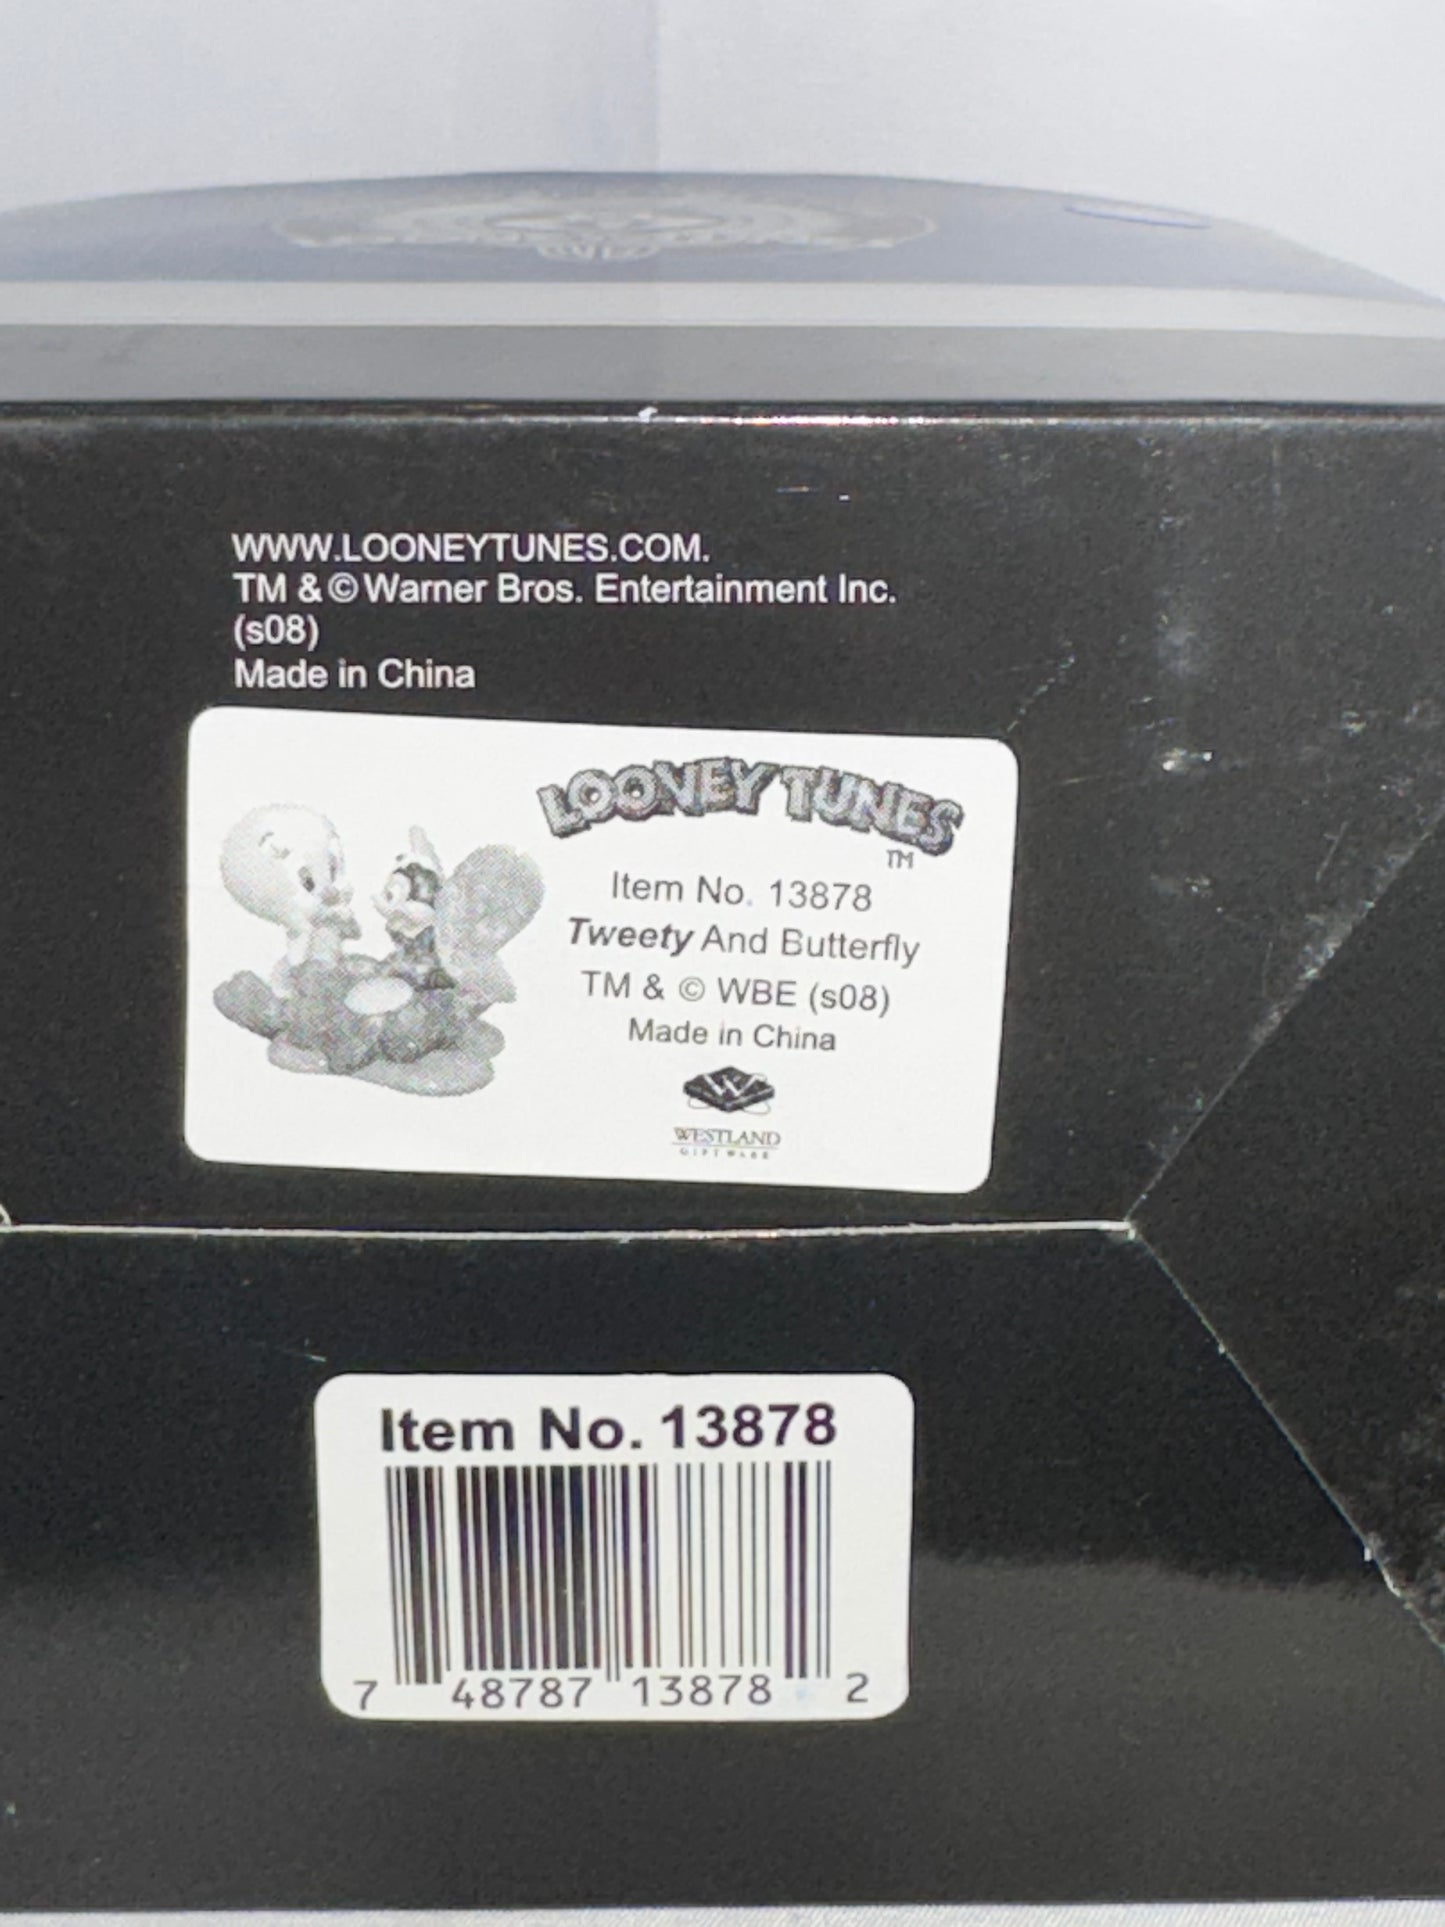 WWW.LOONEYTUNES.COM.
TM & © Warner Bros. Entertainment Inc.
(s08)
Made in China
LOONEY TUNES
TM
Item No. 13878
Tweety And Butterfly
TM & © WBE (s08)
Made in China
W
WESTLAND
GIFTWARE
Item No. 13878
7 48787 13878 2